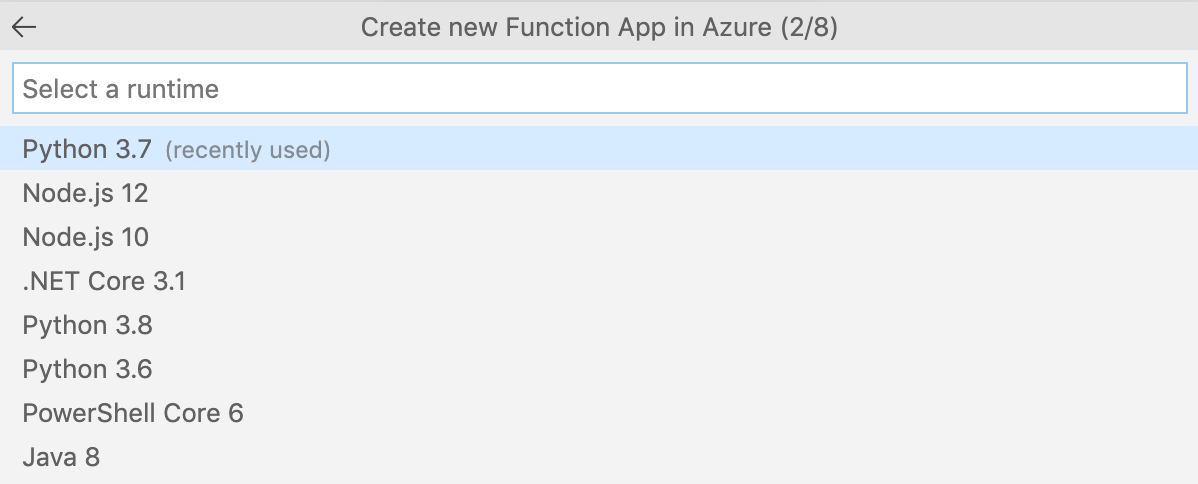 Create new Function App in Azure (2/8)
Select a runtime
Python 3.7 (recently used)
Node.js 12
Node.js 10
.NET Core 3.1
Python 3.8
Python 3.6
PowerShell Core 6
Java 8